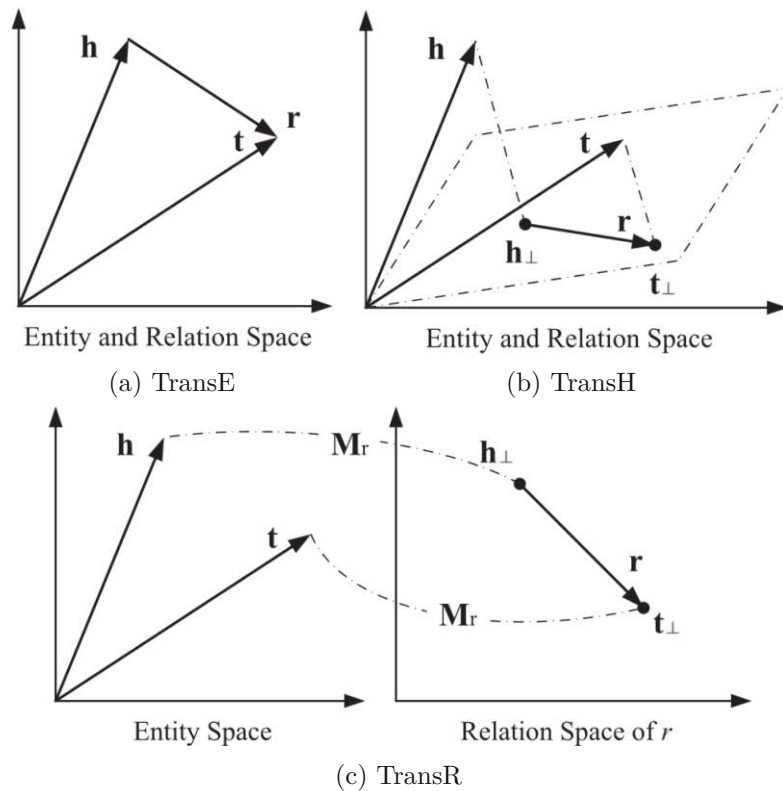 h
r
t
Entity and Relation Space
(a) TransE
h
t
r
h⊥
t⊥
Entity and Relation Space
(b) TransH
h
t
Entity Space
Mr
Mr
h⊥
r
t⊥
Relation Space of r
(c) TransR